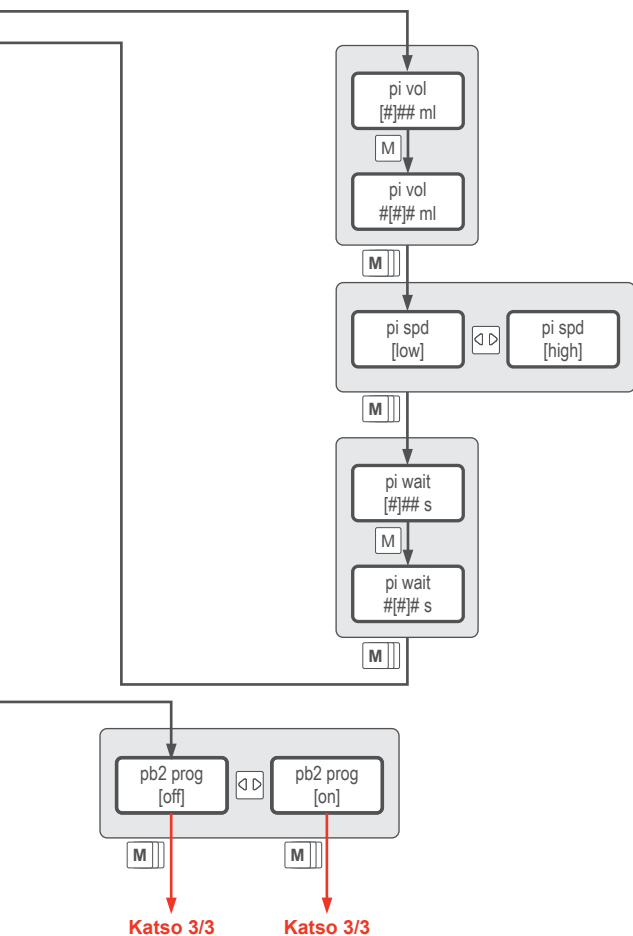 pi vol
[#]## ml
M
pi vol
#[#]# ml
M
pi spd
[low]
pi spd
[high]
M
pi wait
[#]## s
M
pi wait
#[#]# s
M
pb2 prog
[off]
pb2 prog
[on]
M
M
Katso 3/3
Katso 3/3